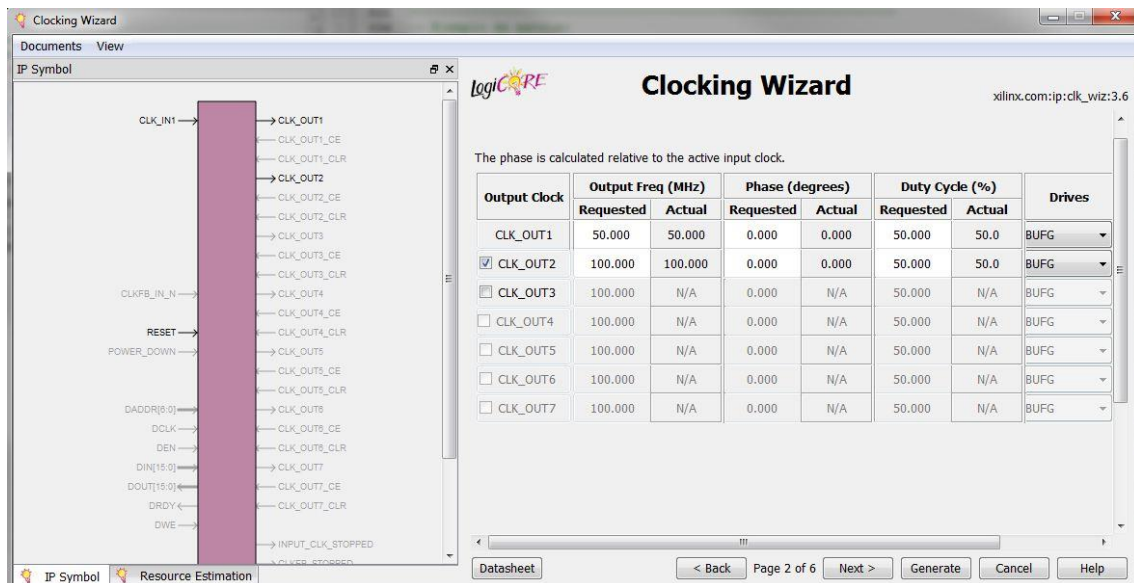 Clocking Wizard
Documents View
IP Symbol
CLK_IN1
CLKFB_IN_N
RESET
POWER_DOWN
DADDR[6:0]
DCLK
DEN
DIN[15:0]
DOUT[15:0]
DRDY
DWE
CLK_OUT1
CLK_OUT1_CE
CLK_OUT1_CLR
CLK_OUT2
CLK_OUT2_CE
CLK_OUT2_CLR
CLK_OUT3
CLK_OUT3_CE
CLK_OUT3_CLR
CLK_OUT4
CLK_OUT4_CE
CLK_OUT4_CLR
CLK_OUT5
CLK_OUT5_CE
CLK_OUT5_CLR
CLK_OUT6
CLK_OUT6_CE
CLK_OUT6_CLR
CLK_OUT7
CLK_OUT7_CE
CLK_OUT7_CLR
INPUT_CLK_STOPPED
CLKFB_STOPPED
IP Symbol Resource Estimation
LogiCORE
Clocking Wizard
xilinx.com:ip:clk_wiz:3.6
The phase is calculated relative to the active input clock.
Output Clock Output Freq (MHz) Phase (degrees) Duty Cycle (%) Drives
Requested Actual Requested Actual Requested Actual
CLK_OUT1 50.000 50.000 0.000 0.000 50.000 50.0 BUFG
CLK_OUT2 100.000 100.000 0.000 0.000 50.000 50.0 BUFG
CLK_OUT3 100.000 N/A 0.000 N/A 50.000 N/A BUFG
CLK_OUT4 100.000 N/A 0.000 N/A 50.000 N/A BUFG
CLK_OUT5 100.000 N/A 0.000 N/A 50.000 N/A BUFG
CLK_OUT6 100.000 N/A 0.000 N/A 50.000 N/A BUFG
CLK_OUT7 100.000 N/A 0.000 N/A 50.000 N/A BUFG
Datasheet < Back Page 2 of 6 Next > Generate Cancel Help